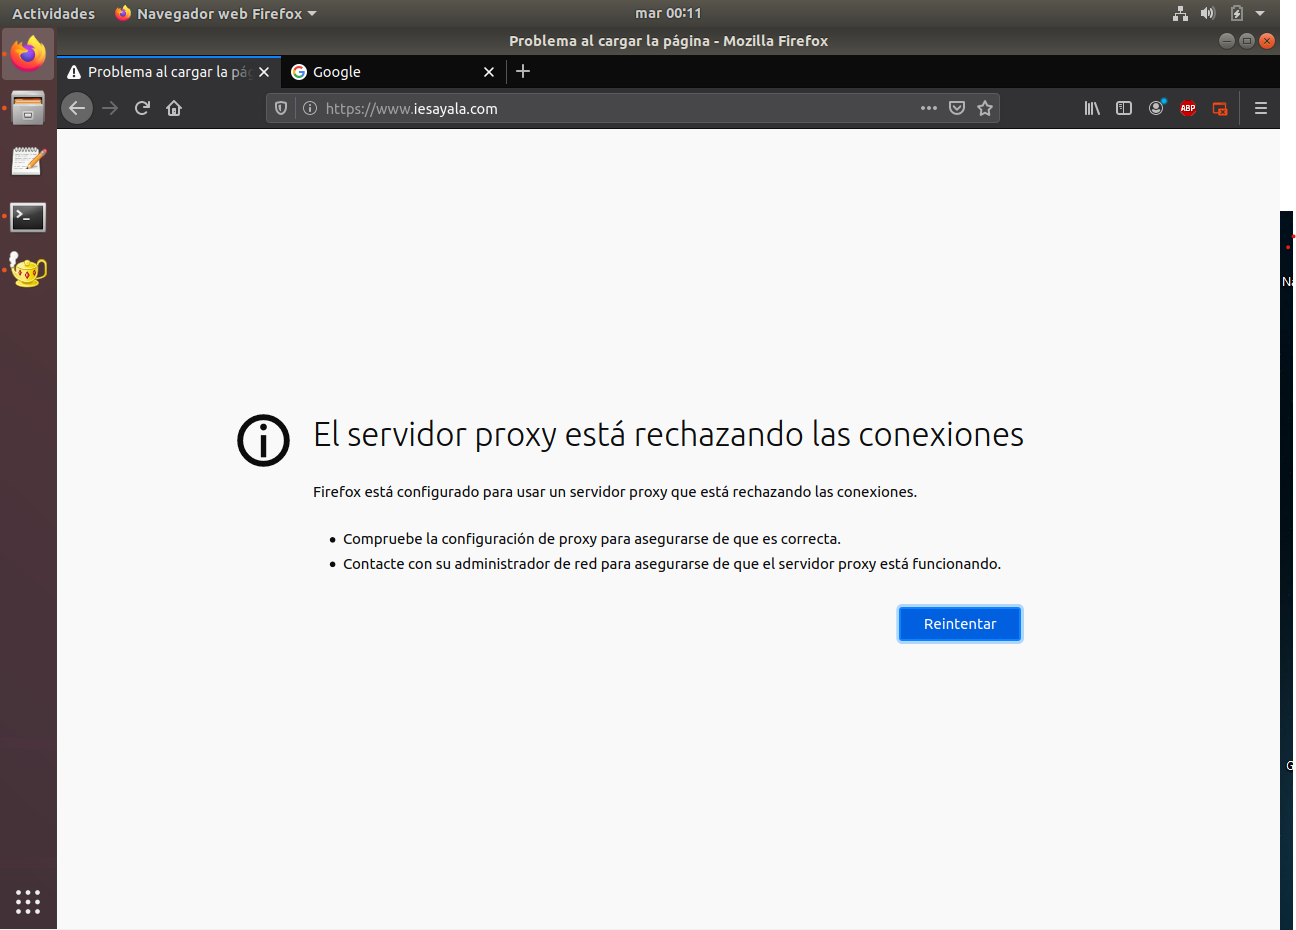 Actividades Navegador web Firefox mar 00:11
Problema al cargar la página - Mozilla Firefox
Problema al cargar la pág Google
https://www.iesayala.com ABP
El servidor proxy está rechazando las conexiones
Firefox está configurado para usar un servidor proxy que está rechazando las conexiones.
Compruebe la configuración de proxy para asegurarse de que es correcta.
Contacte con su administrador de red para asegurarse de que el servidor proxy está funcionando.
Reintentar